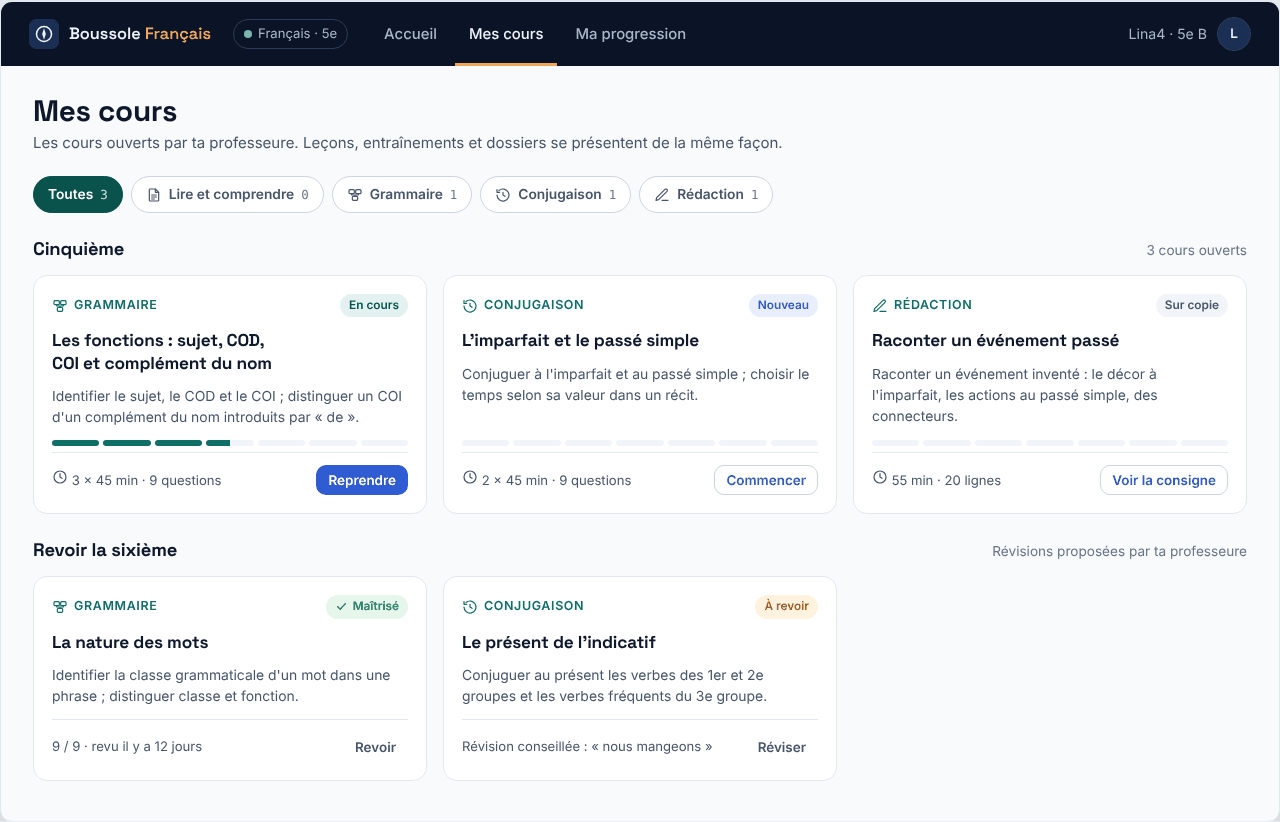 Boussole Français
Français · 5e
Accueil
Mes cours
Ma progression
Lina4 · 5e B
L
Mes cours
Les cours ouverts par ta professeure. Leçons, entraînements et dossiers se présentent de la même façon.
Toutes 3
Lire et comprendre 0
Grammaire 1
Conjugaison 1
Rédaction 1
Cinquième
3 cours ouverts
GRAMMAIRE
En cours
Les fonctions : sujet, COD,
COI et complément du nom
Identifier le sujet, le COD et le COI ; distinguer un COI
d'un complément du nom introduits par « de ».
3 × 45 min · 9 questions
Reprendre
CONJUGAISON
Nouveau
L’imparfait et le passé simple
Conjuguer à l'imparfait et au passé simple ; choisir le
temps selon sa valeur dans un récit.
2 × 45 min · 9 questions
Commencer
RÉDACTION
Sur copie
Raconter un événement passé
Raconter un événement inventé : le décor à
l'imparfait, les actions au passé simple, des
connecteurs.
55 min · 20 lignes
Voir la consigne
Revoir la sixième
Révisions proposées par ta professeure
GRAMMAIRE
Maîtrisé
La nature des mots
Identifier la classe grammaticale d'un mot dans une
phrase ; distinguer classe et fonction.
9 / 9 · revu il y a 12 jours
Revoir
CONJUGAISON
À revoir
Le présent de l’indicatif
Conjuguer au présent les verbes des 1er et 2e
groupes et les verbes fréquents du 3e groupe.
Révision conseillée : « nous mangeons »
Réviser